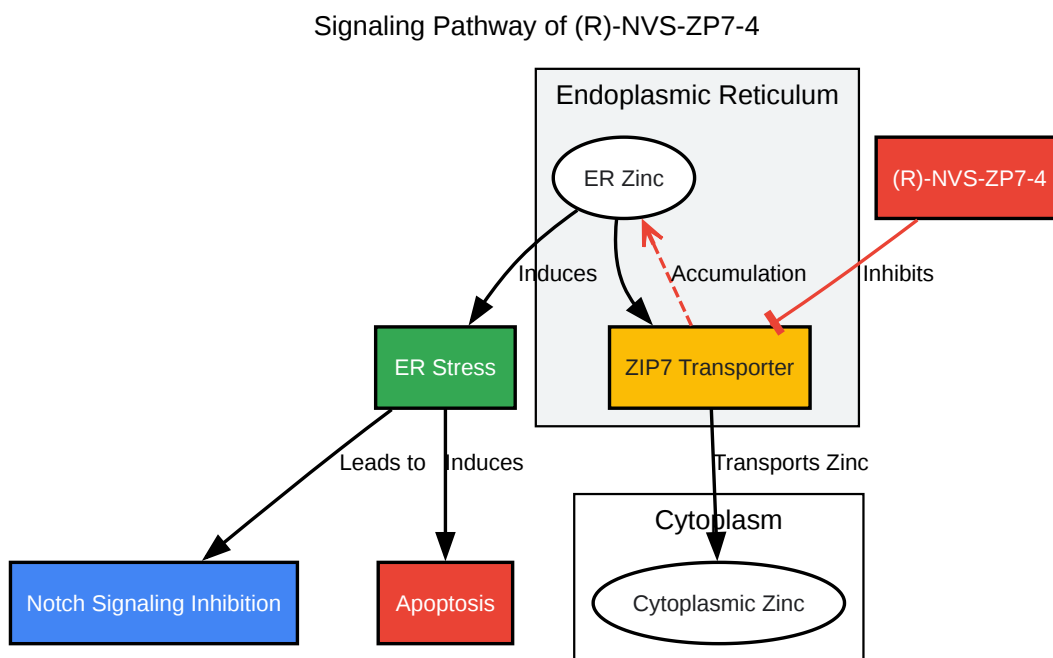 Signaling Pathway of (R)-NVS-ZP7-4
Endoplasmic Reticulum
ER Zinc
(R)-NVS-ZP7-4
Induces
Accumulation
Inhibits
ER Stress
ZIP7 Transporter
Leads to
Induces
Transports Zinc
Cytoplasm
Notch Signaling Inhibition
Apoptosis
Cytoplasmic Zinc